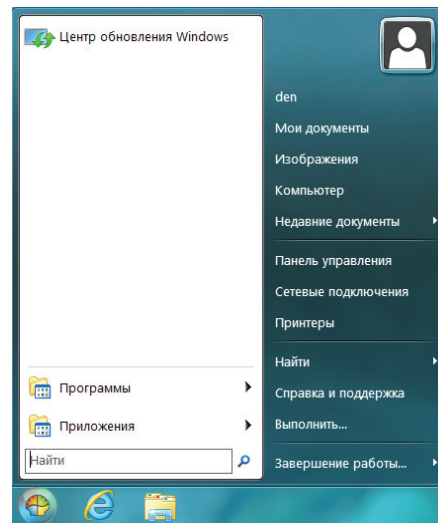 Центр обновления Windows
Программы
Приложения
Найти
den
Мои документы
Изображения
Компьютер
Недавние документы
Панель управления
Сетевые подключения
Принтеры
Найти
Справка и поддержка
Выполнить...
Завершение работы...